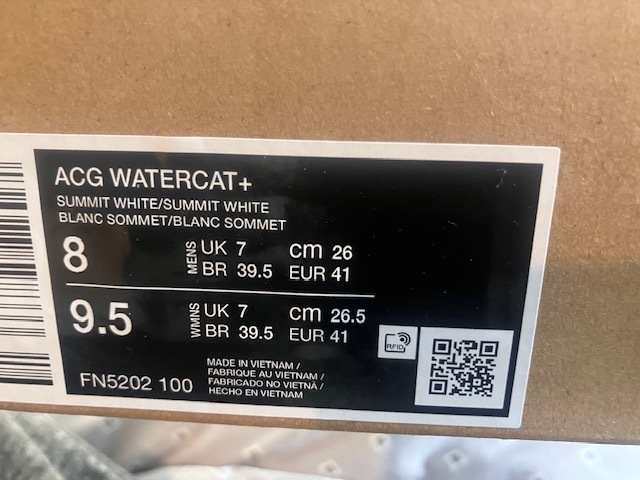 ACG WATERCAT+
SUMMIT WHITE/SUMMIT WHITE
BLANC SOMMET/BLANC SOMMET
8 MENS UK 7 cm 26
BR 39.5 EUR 41
9.5 WMNS UK 7 cm 26.5
BR 39.5 EUR 41
RFID
FN5202 100
MADE IN VIETNAM /
FABRIQUE AU VIETNAM /
FABRICADO NO VIETNÃ /
HECHO EN VIETNAM